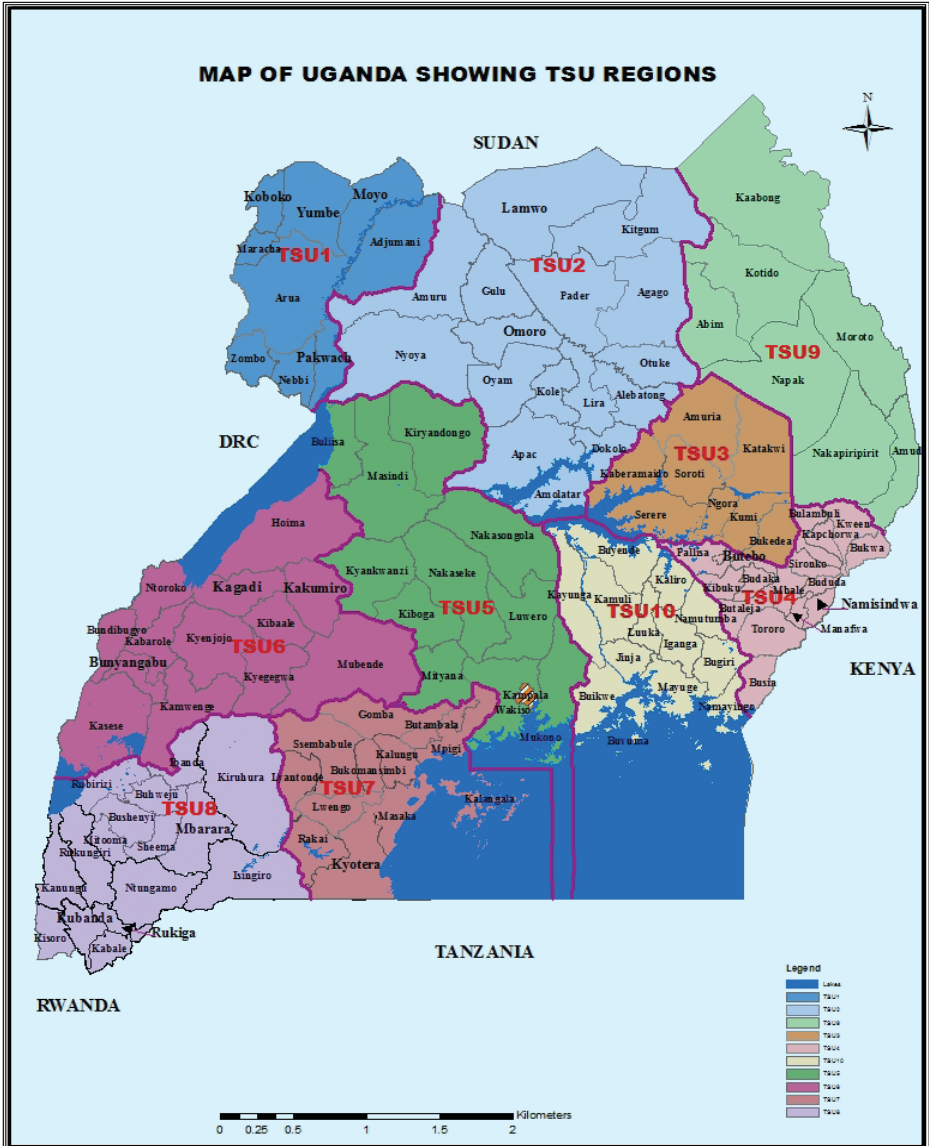 MAP OF UGANDA SHOWING TSU REGIONS
N
SUDAN
Kaabong
Koboko
Moyo
Yumbe
Lamwo
Kitgum
Maracha
Adjumani
TSU1
TSU2
Kotido
Arua
Amuru
Gulu
Pader
Agago
Abim
Moroto
Omoro
TSU9
Zombo
Pakwach
Nyoya
Otuke
Nebbi
Oyam
Napak
Kole
Lira
Alebatong
Amuria
DRC
Buliisa
Kiryandongo
Apac
Dokolo
TSU3
Katakwi
Nakapiripirit
Amud
Masindi
Kaberamaido
Soroti
Amolatar
Ngora
Serere
Kumi
Bulambuli
Hoima
Kween
Nakasongola
Bukedea
Kapchorwa
Buyende
Pallisa
Butebo
Bukwa
Sironko
Kyankwanzi
Nakaseke
Kaliro
Budaka
Bududa
Ntoroko
Kagadi
Kakumiro
Kayunga
Kamuli
Kibuku
Mbale
TSU4
Namisindwa
Kiboga
TSU5
Luwero
TSU10
Namutumba
Butaleja
Manafwa
Bundibugyo
Kabarole
Kyenjojo
Kibaale
TSU6
Luuka
Iganga
Tororo
Bunyangabu
Mubende
Jinja
Bugiri
KENYA
Kyegegwa
Mityana
Mayuge
Busia
Kamwenge
Kampala
Buikwe
Namayingo
Kasese
Gomba
Wakiso
Butambala
Mukono
Buvuma
Ssembabule
Kalungu
Mpigi
Ibanda
Kiruhura
Lyantonde
Bukomansimbi
Rubirizi
Buhweju
TSU7
TSU8
Kalangala
Bushenyi
Mbarara
Lwengo
Masaka
Mitooma
Sheema
Rakai
Rukungiri
Kyotera
Isingiro
Kanungu
Ntungamo
Kubanda
Rukiga
Kisoro
Kabale
TANZANIA
RWANDA
Legend
Lakes
TSU1
TSU2
TSU9
TSU3
TSU4
TSU10
TSU5
TSU6
TSU7
TSU8
Kilometers
0 0.25 0.5 1 1.5 2